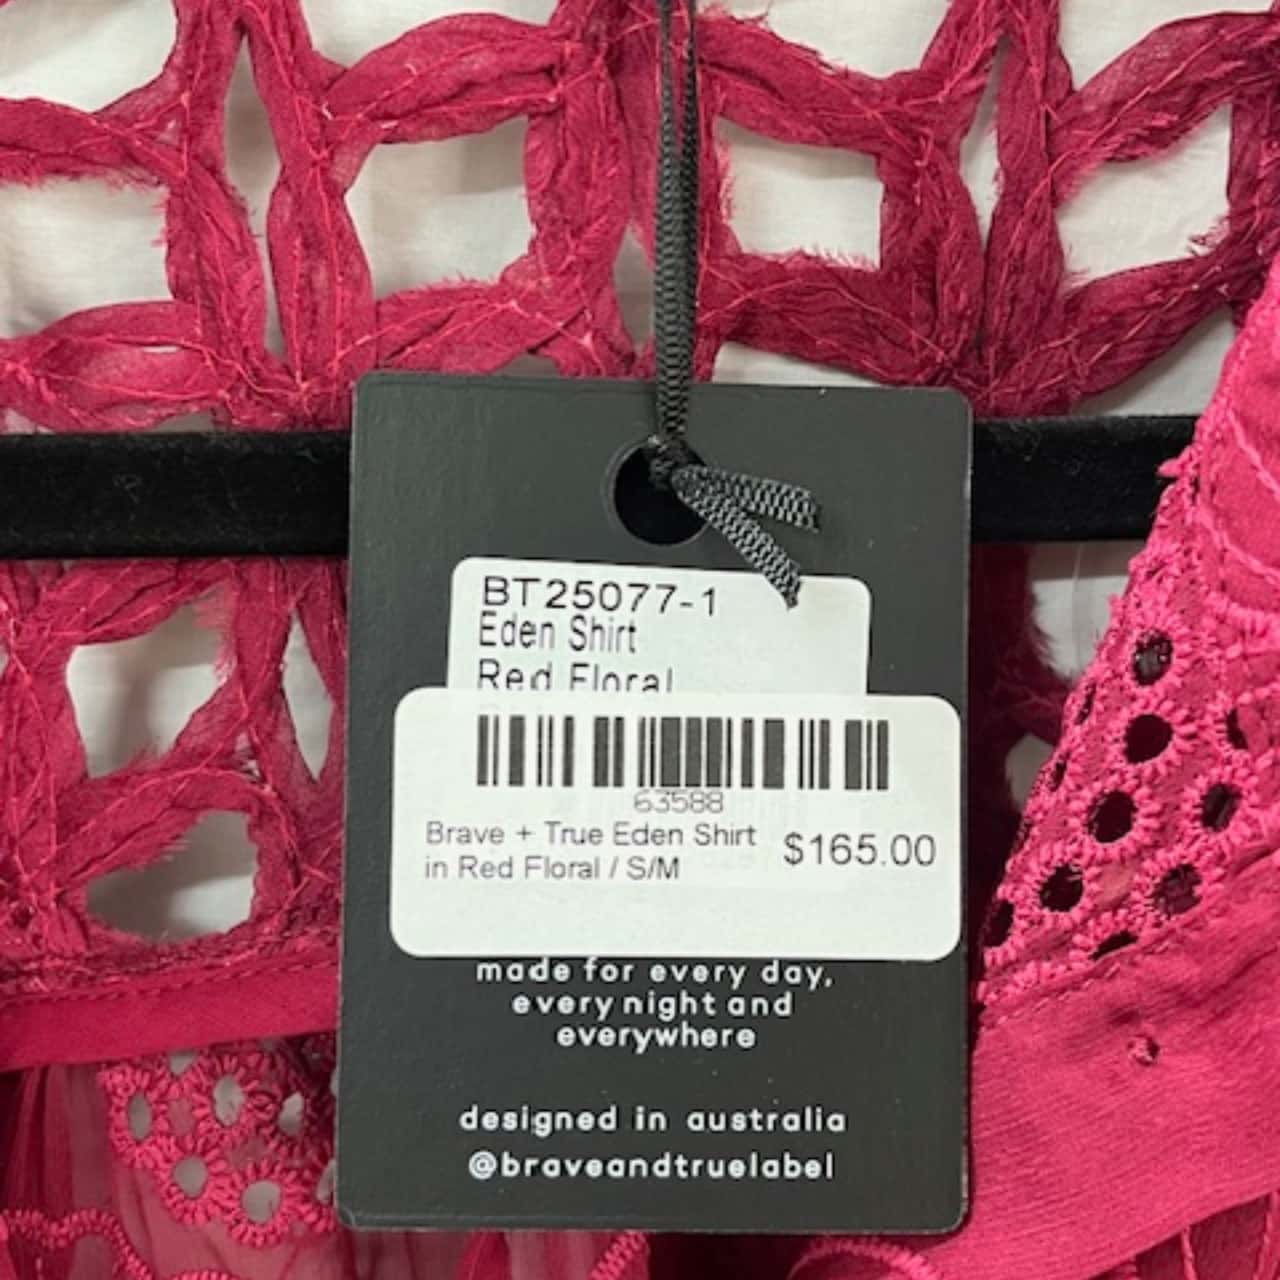 BT25077-1
Eden Shirt
Red Floral
63588
Brave + True Eden Shirt
in Red Floral / S/M
$165.00
made for every day,
every night and
everywhere
designed in australia
@braveandtruelabel